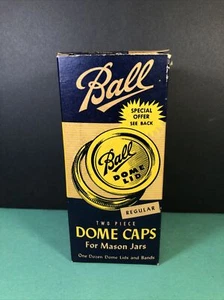 Ball
SPECIAL
OFFER
SEE BACK
Ball
DOME
LID
REGULAR
TWO PIECE
DOME CAPS
For Mason Jars
One Dozen Dome Lids and Bands